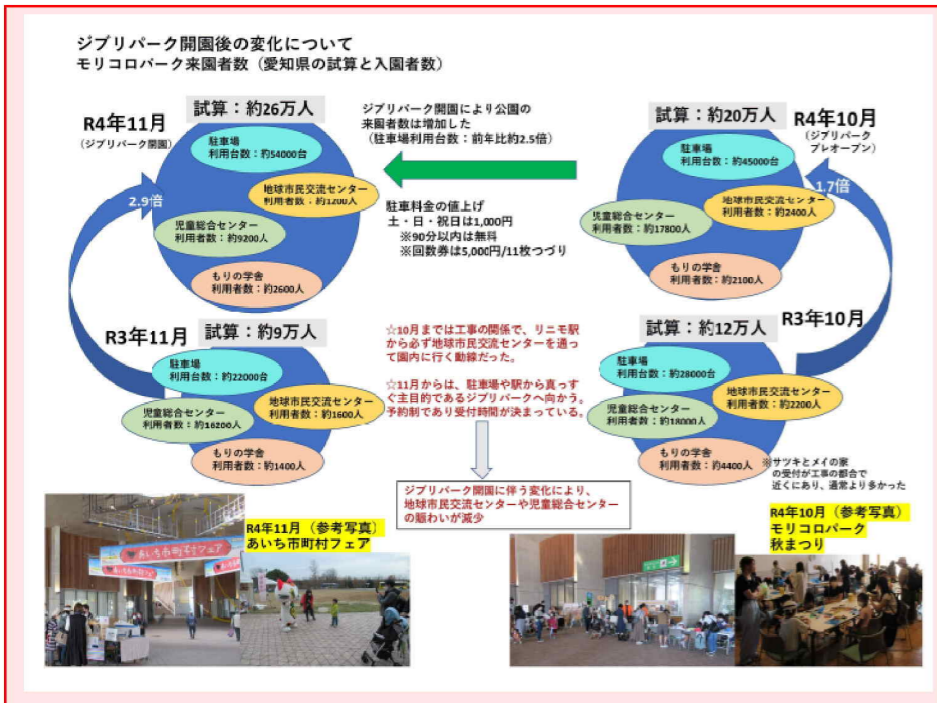 ジブリパーク開園後の変化について
モリコロパーク来園者数（愛知県の試算と入園者数）
試算：約26万人
R4年11月
（ジブリパーク開園）
駐車場
利用台数：約54000台
地球市民交流センター
利用者数：約1200人
2.9倍
児童総合センター
利用者数：約9200人
もりの学舎
利用者数：約2600人
ジブリパーク開園により公園の
来園者数は増加した
（駐車場利用台数：前年比約2.5倍）
駐車料金の値上げ
土・日・祝日は1,000円
※90分以内は無料
※回数券は5,000円/11枚つづり
試算：約20万人
R4年10月
（ジブリパーク
プレオープン）
駐車場
利用台数：約45000台
1.7倍
地球市民交流センター
利用者数：約2400人
児童総合センター
利用者数：約17800人
もりの学舎
利用者数：約2100人
R3年11月
試算：約9万人
駐車場
利用台数：約22000台
地球市民交流センター
利用者数：約1600人
児童総合センター
利用者数：約16200人
もりの学舎
利用者数：約1400人
☆10月までは工事の関係で、リニモ駅
から必ず地球市民交流センターを通っ
て園内に行く動線だった。
☆11月からは、駐車場や駅から真っす
ぐ主目的であるジブリパークへ向かう。
予約制であり受付時間が決まっている。
試算：約12万人
R3年10月
駐車場
利用台数：約28000台
地球市民交流センター
利用者数：約2200人
児童総合センター
利用者数：約18000人
もりの学舎
利用者数：約4400人
※サツキとメイの家
の受付が工事の都合で
近くにあり、通常より多かった
ジブリパーク開園に伴う変化により、
地球市民交流センターや児童総合センター
の賑わいが減少
R4年11月（参考写真）
あいち市町村フェア
あいち市町村フェア
R4年10月（参考写真）
モリコロパーク
秋まつり